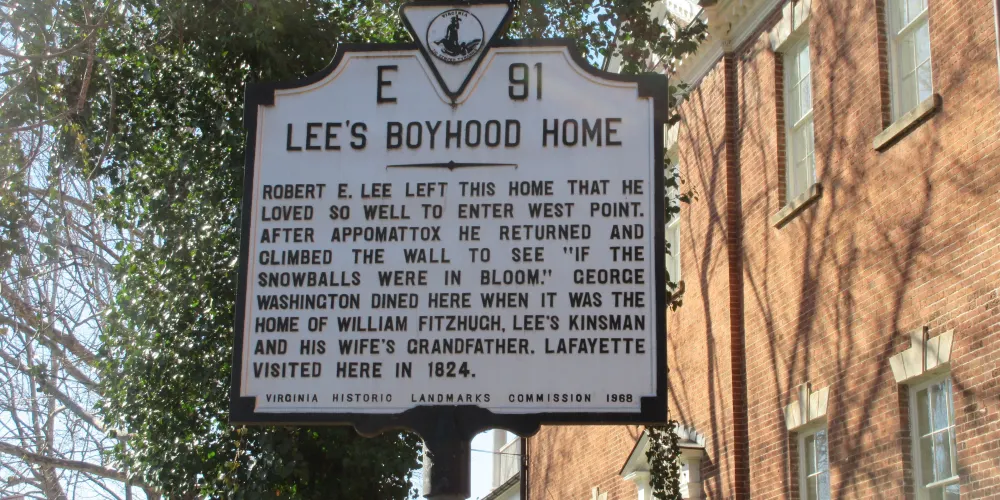 VIRGINIA
E 91
LEE'S BOYHOOD HOME
ROBERT E. LEE LEFT THIS HOME THAT HE
LOVED SO WELL TO ENTER WEST POINT.
AFTER APPOMATTOX HE RETURNED AND
CLIMBED THE WALL TO SEE "IF THE
SNOWBALLS WERE IN BLOOM." GEORGE
WASHINGTON DINED HERE WHEN IT WAS THE
HOME OF WILLIAM FITZHUGH, LEE'S KINSMAN
AND HIS WIFE'S GRANDFATHER. LAFAYETTE
VISITED HERE IN 1824.
VIRGINIA HISTORIC LANDMARKS COMMISSION 1968